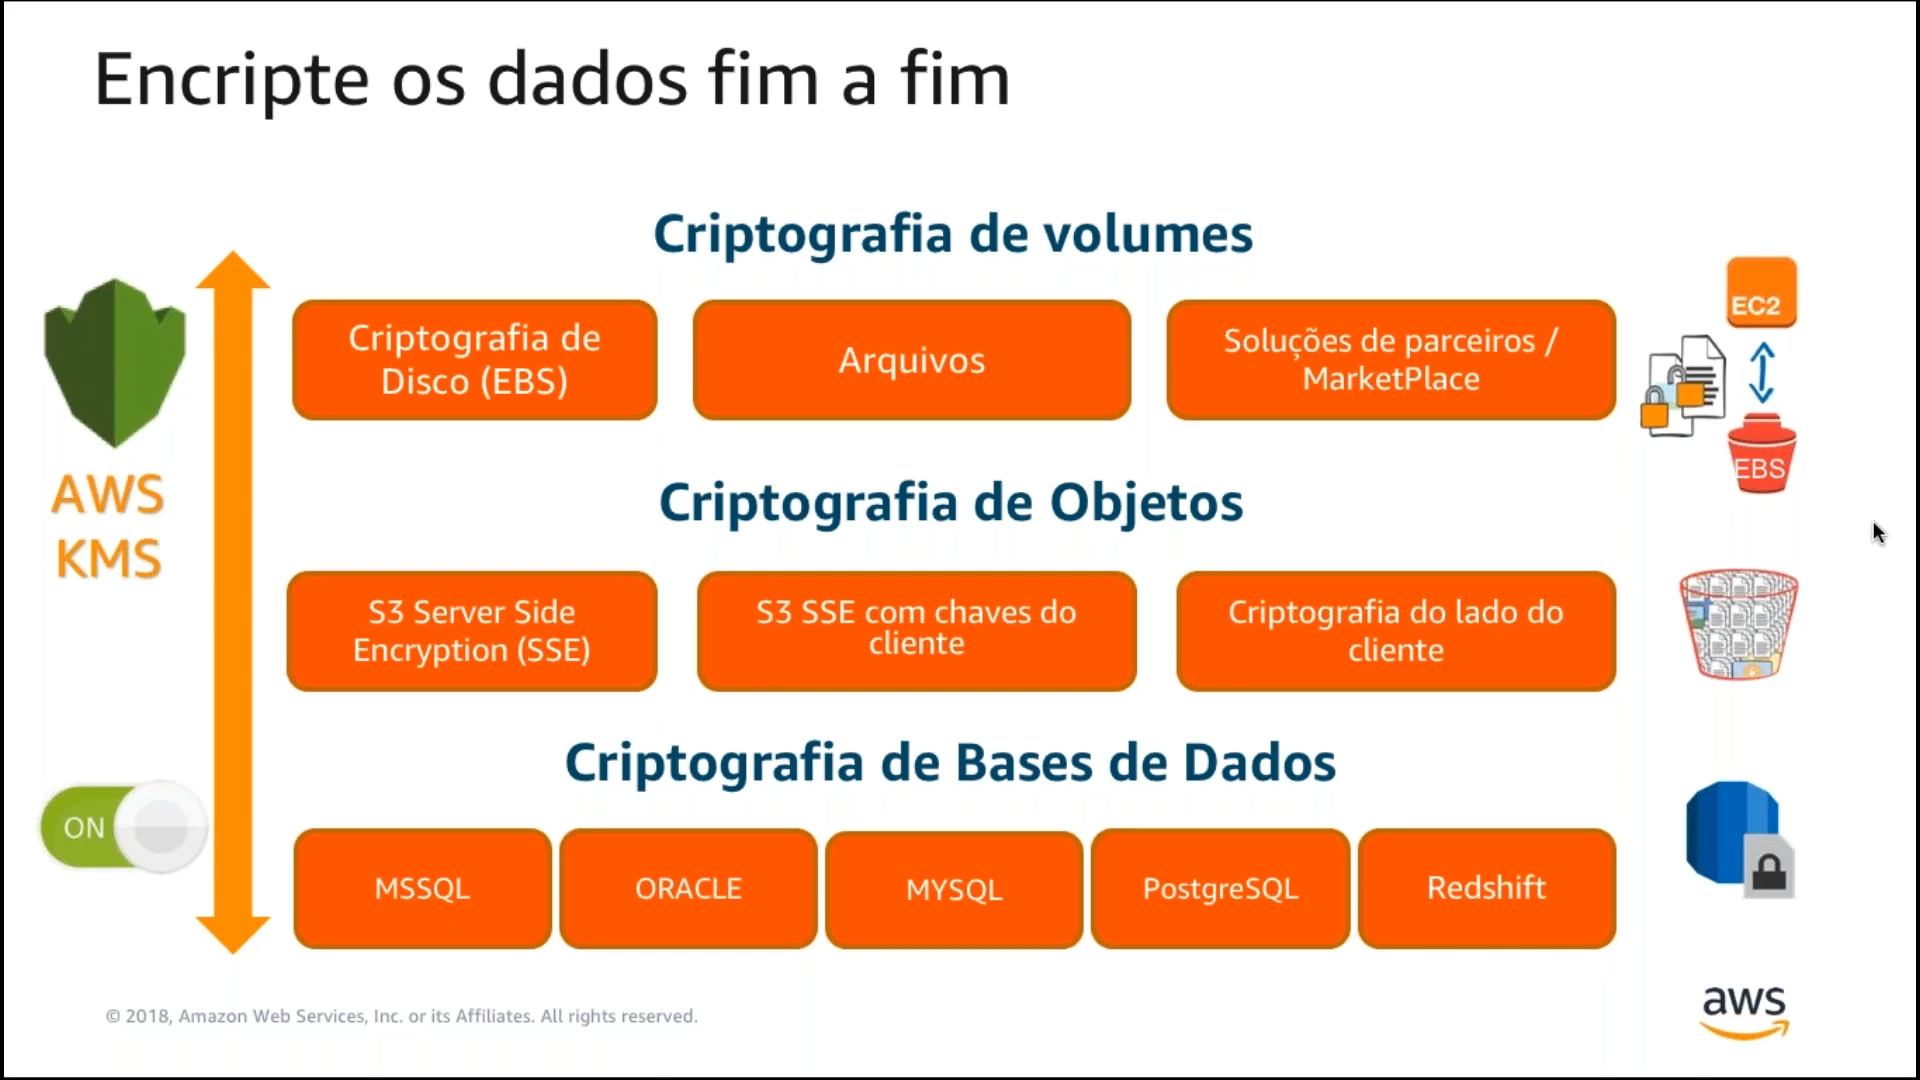 Encripte os dados fim a fim
Criptografia de volumes
Criptografia de
Disco (EBS)
Arquivos
Soluções de parceiros /
MarketPlace
EC2
EBS
AWS
KMS
Criptografia de Objetos
S3 Server Side
Encryption (SSE)
S3 SSE com chaves do
cliente
Criptografia do lado do
cliente
Criptografia de Bases de Dados
ON
MSSQL
ORACLE
MYSQL
PostgreSQL
Redshift
© 2018, Amazon Web Services, Inc. or its Affiliates. All rights reserved.
aws